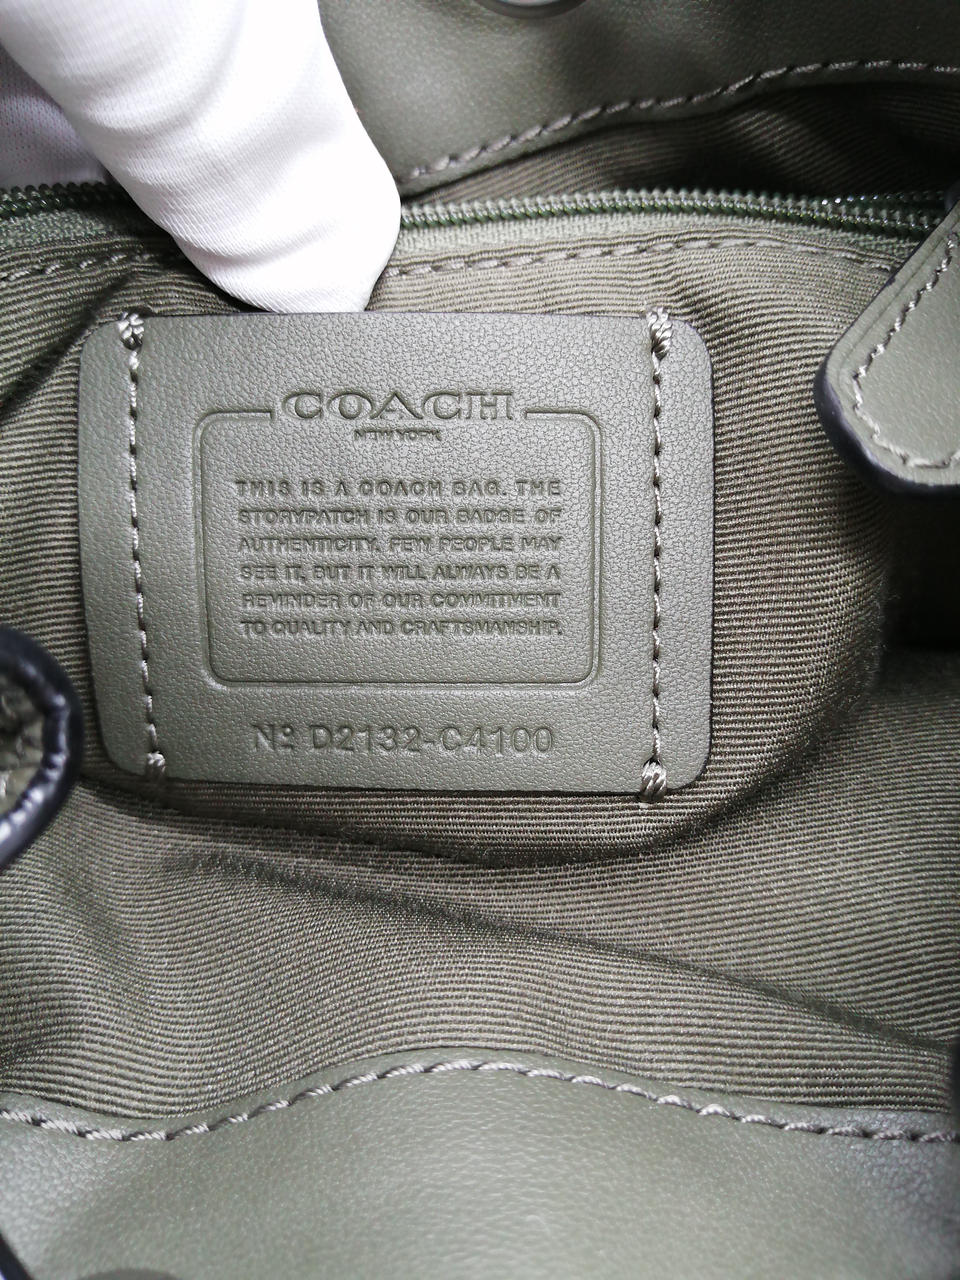 COACH
NEW YORK
THIS IS A COACH BAG. THE
STORYPATCH IS OUR BADGE OF
AUTHENTICITY. FEW PEOPLE MAY
SEE IT, BUT IT WILL ALWAYS BE A
REMINDER OF OUR COMMITMENT
TO QUALITY AND CRAFTSMANSHIP.
Nº D2132-C4100